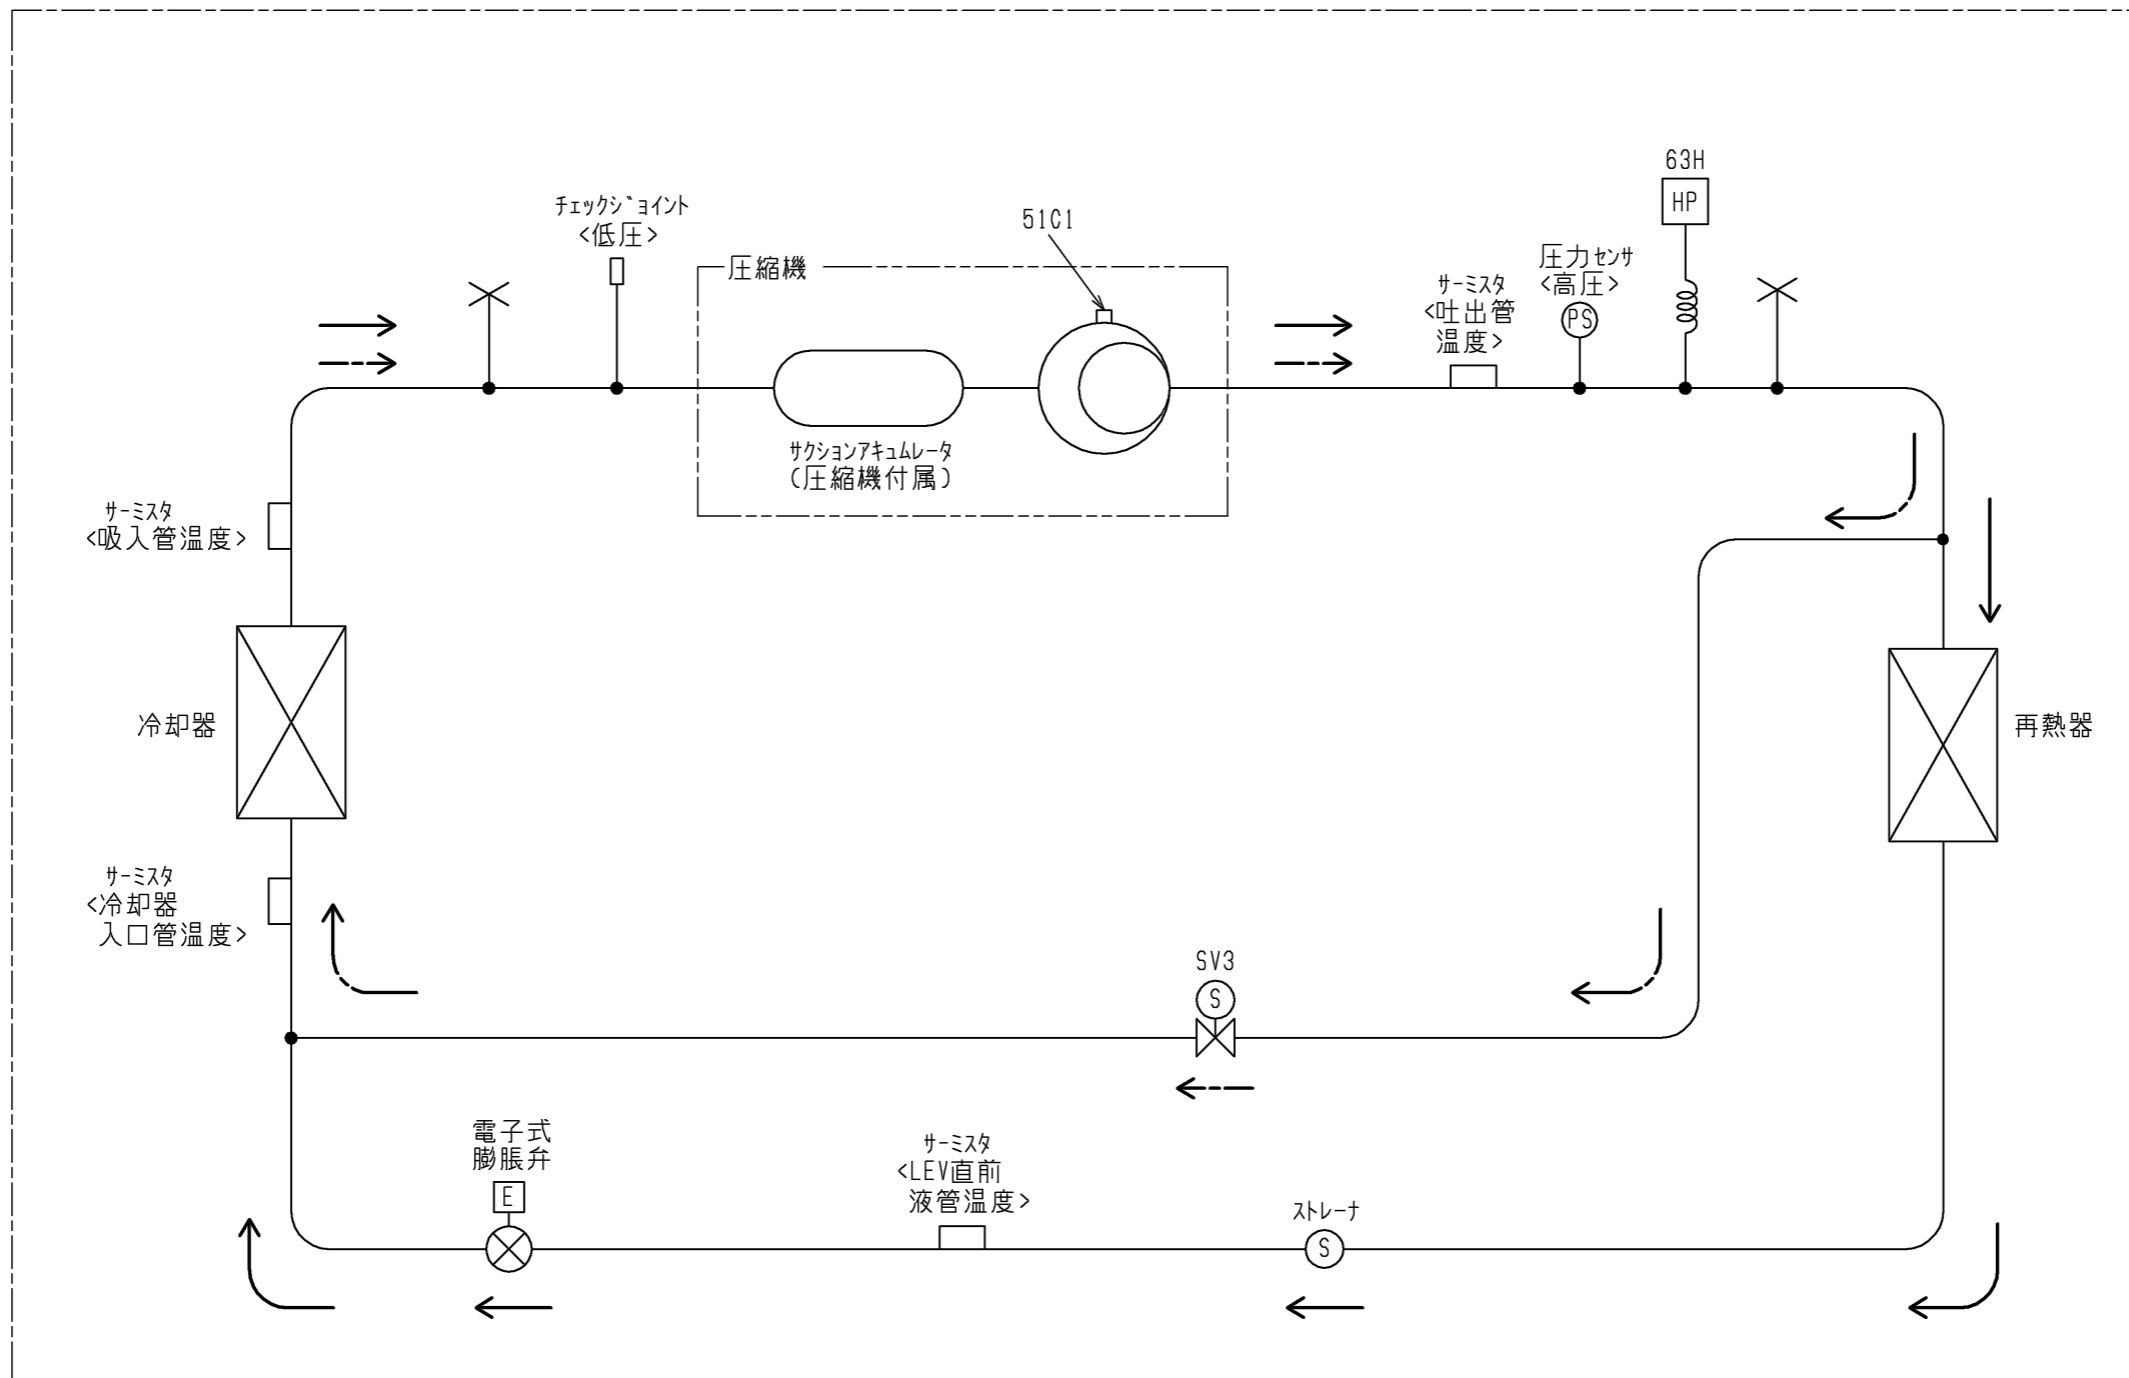 63H
HP
チェックジョイント
<低圧>
51C1
圧縮機
圧力センサ
<高圧>
PS
サーミスタ
<吐出管
温度>
サクションアキュムレータ
(圧縮機付属)
サーミスタ
<吸入管温度>
冷却器
再熱器
サーミスタ
<冷却器
入口管温度>
SV3
S
電子式
膨脹弁
E
サーミスタ
<LEV直前
液管温度>
ストレーナ
S